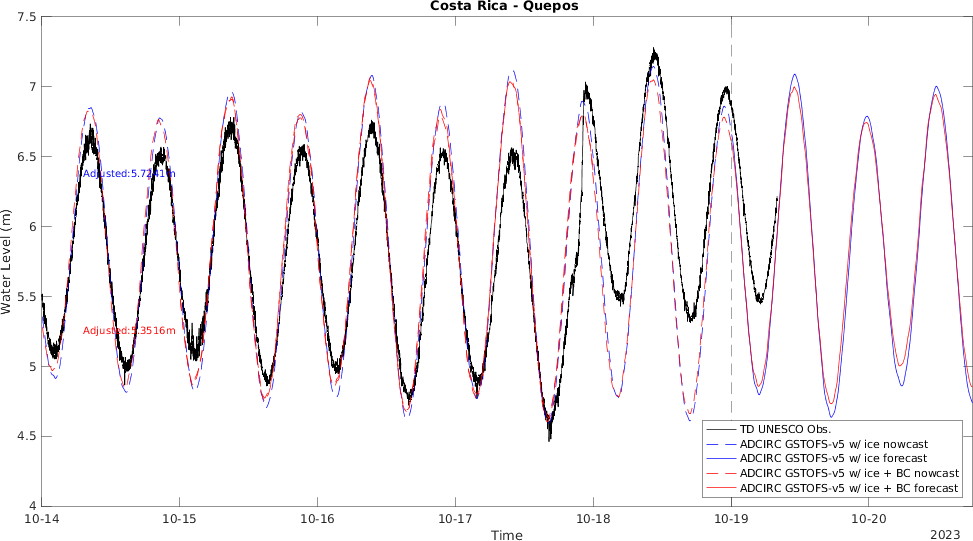 Costa Rica - Quepos
7.5
7
6.5
6
5.5
5
4.5
4
Water Level (m)
Adjusted:5.3516m
TD UNESCO Obs.
ADCIRC GSTOFS-v5 w/ ice nowcast
ADCIRC GSTOFS-v5 w/ ice forecast
ADCIRC GSTOFS-v5 w/ ice + BC nowcast
ADCIRC GSTOFS-v5 w/ ice + BC forecast
10-14
10-15
10-16
10-17
10-18
10-19
10-20
Time
2023